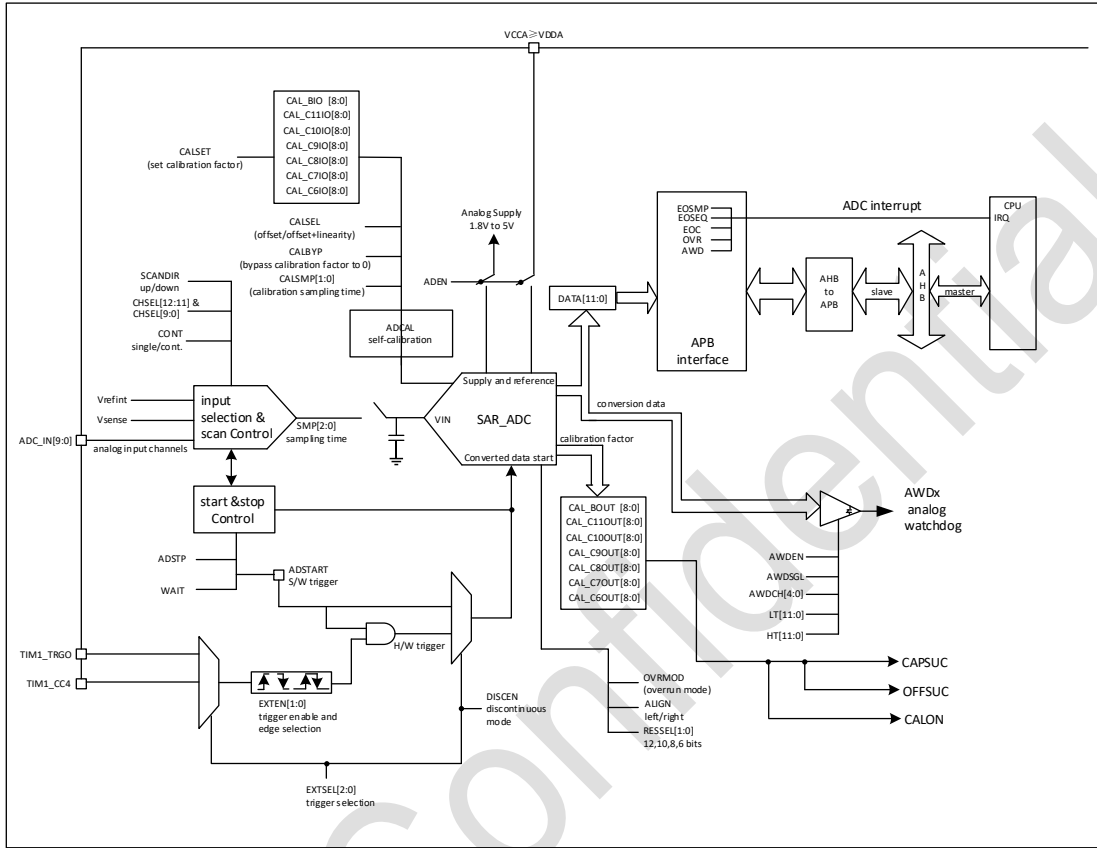 VCCA≥VDDA
CAL_BIO [8:0]
CAL_C11IO[8:0]
CAL_C10IO[8:0]
CAL_C9IO[8:0]
CAL_C8IO[8:0]
CAL_C7IO[8:0]
CAL_C6IO[8:0]
CALSET
(set calibration factor)
CALSEL
(offset/offset+linearity)
CALBYP
(bypass calibration factor to 0)
CALSMP[1:0]
(calibration sampling time)
Analog Supply
1.8V to 5V
ADEN
ADCAL
self-calibration
SCANDIR
up/down
CHSEL[12:11] &
CHSEL[9:0]
CONT
single/cont.
Vrefint
Vsense
ADC_IN[9:0]
analog input channels
input
selection &
scan Control
SMP[2:0]
sampling time
VIN
Supply and reference
SAR_ADC
Converted data start
DATA[11:0]
EOSMP
EOSEQ
EOC
OVR
AWD
APB
interface
ADC interrupt
AHB
to
APB
slave
A
H
B
master
CPU
IRQ
conversion data
calibration factor
CAL_BOUT [8:0]
CAL_C11OUT[8:0]
CAL_C10OUT[8:0]
CAL_C9OUT[8:0]
CAL_C8OUT[8:0]
CAL_C7OUT[8:0]
CAL_C6OUT[8:0]
AWDx
analog
watchdog
AWDEN
AWDSGL
AWDCH[4:0]
LT[11:0]
HT[11:0]
start &stop
Control
ADSTP
WAIT
ADSTART
S/W trigger
H/W trigger
TIM1_TRGO
TIM1_CC4
EXTEN[1:0]
trigger enable and
edge selection
DISCEN
discontinuous
mode
EXTSEL[2:0]
trigger selection
OVRMOD
(overrun mode)
ALIGN
left/right
RESSEL[1:0]
12,10,8,6 bits
CAPSUC
OFFSUC
CALON
Confidential